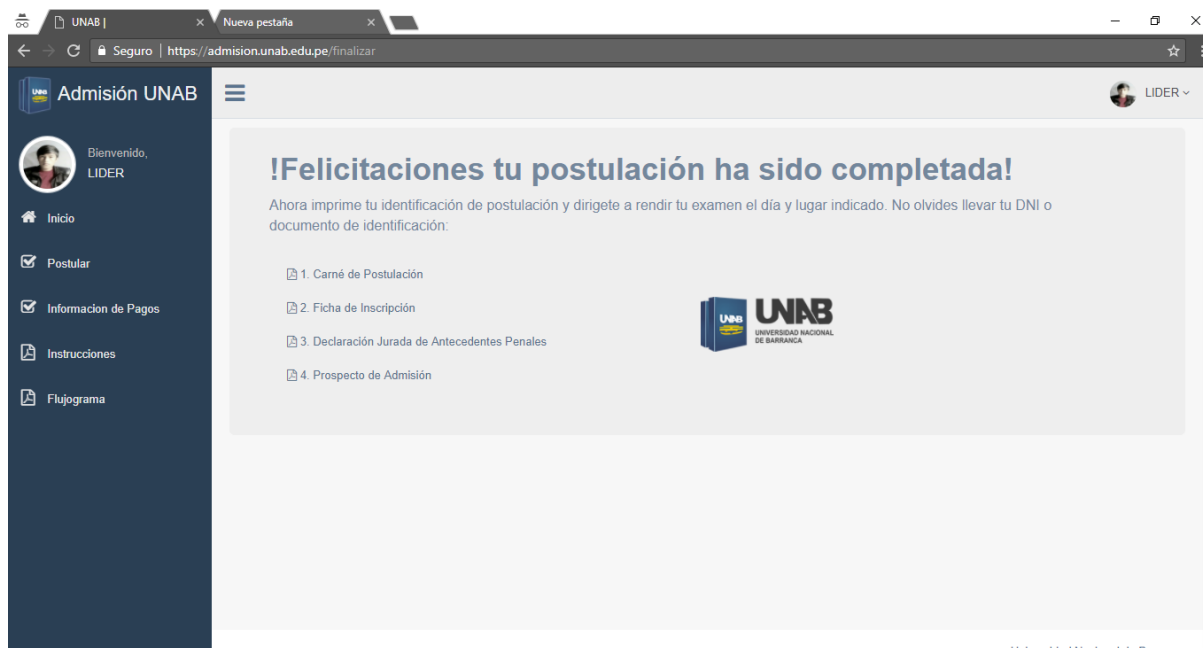 UNAB |
Nueva pestaña
Seguro | https://admision.unab.edu.pe/finalizar
Admisión UNAB
LIDER
Bienvenido,
LIDER
Inicio
Postular
Informacion de Pagos
Instrucciones
Flujograma
!Felicitaciones tu postulación ha sido completada!
Ahora imprime tu identificación de postulación y dirigete a rendir tu examen el día y lugar indicado. No olvides llevar tu DNI o
documento de identificación:
1. Carné de Postulación
2. Ficha de Inscripción
3. Declaración Jurada de Antecedentes Penales
4. Prospecto de Admisión
UNAB
UNAB
UNIVERSIDAD NACIONAL
DE BARRANCA